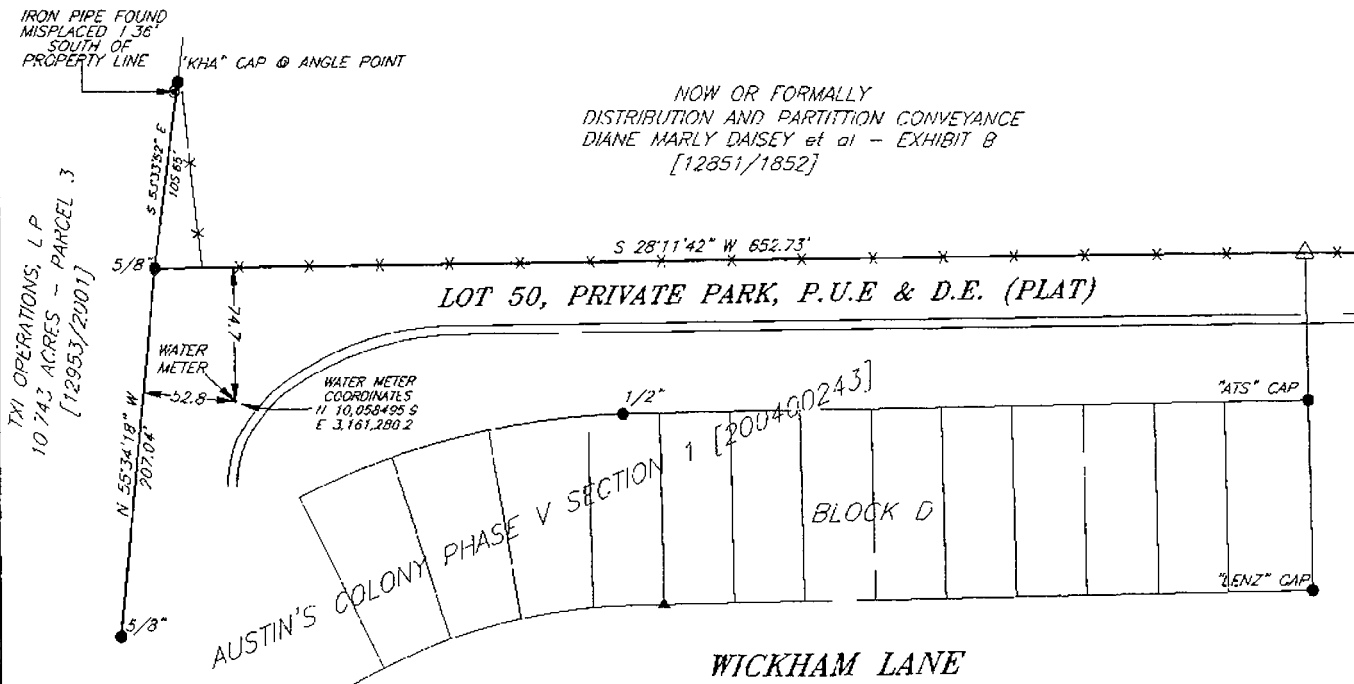 IRON PIPE FOUND
MISPLACED 1 36'
SOUTH OF
PROPERTY LINE
"KHA" CAP @ ANGLE POINT
NOW OR FORMALLY
DISTRIBUTION AND PARTITION CONVEYANCE
DIANE MARLY DAISEY et al - EXHIBIT B
[12851/1852]
105 65'
TXI OPERATIONS, L P
10 743 ACRES - PARCEL 3
[12953/2001]
5/8"
S 28°11'42" W 652.73'
LOT 50, PRIVATE PARK, P.U.E & D.E. (PLAT)
74.7
WATER
METER
52.8
WATER METER
COORDINATES
N 10,058495 9
E 3,161,280.2
N 55°34'18" W
207.04'
1/2"
"ATS" CAP
AUSTIN'S COLONY PHASE V SECTION 1 [200400243]
BLOCK D
"LENZ" CAP
5/8"
WICKHAM LANE